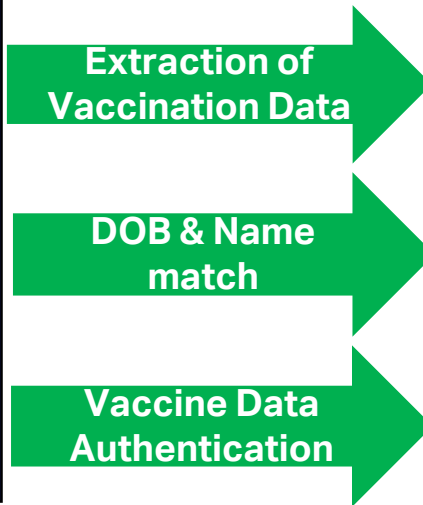 Extraction of
Vaccination Data
DOB & Name
match
Vaccine Data
Authentication